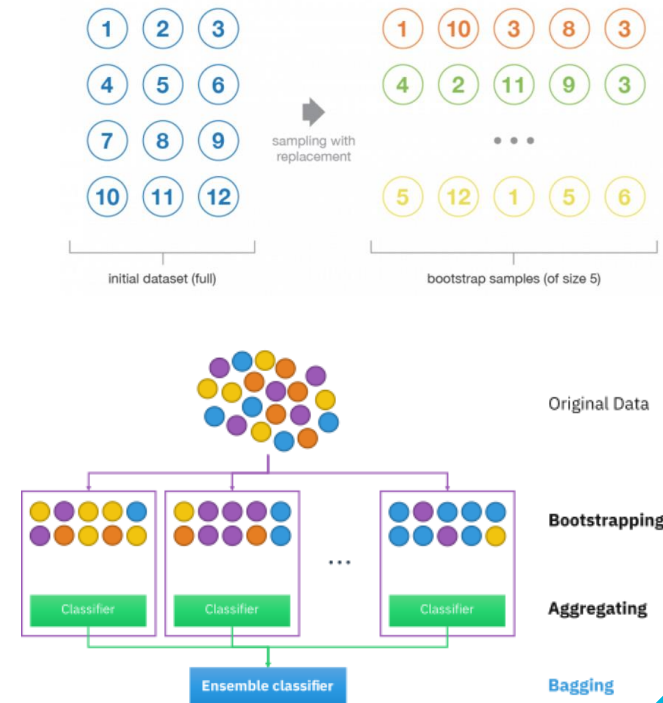 1 2 3 1 10 3 8 3
4 5 6 4 2 11 9 3
sampling with
replacement
7 8 9 •••
10 11 12 5 12 1 5 6
initial dataset (full) bootstrap samples (of size 5)
Original Data
Bootstrapping
...
Classifier Classifier Classifier Aggregating
Ensemble classifier Bagging